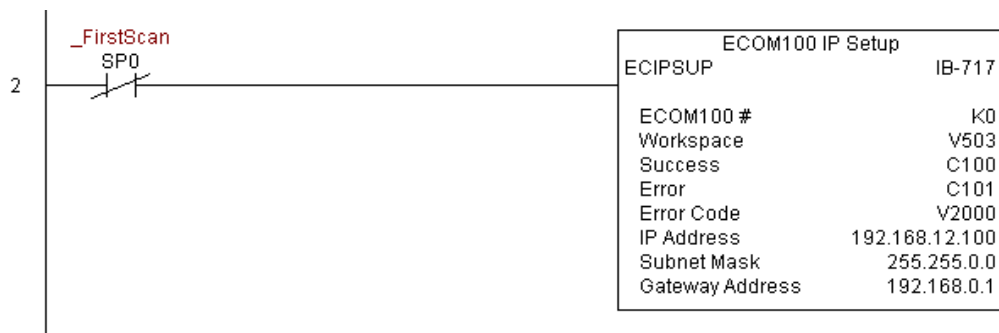 _FirstScan
SP0
2
ECOM100 IP Setup
ECIPSUP IB-717
ECOM100 # K0
Workspace V503
Success C100
Error C101
Error Code V2000
IP Address 192.168.12.100
Subnet Mask 255.255.0.0
Gateway Address 192.168.0.1